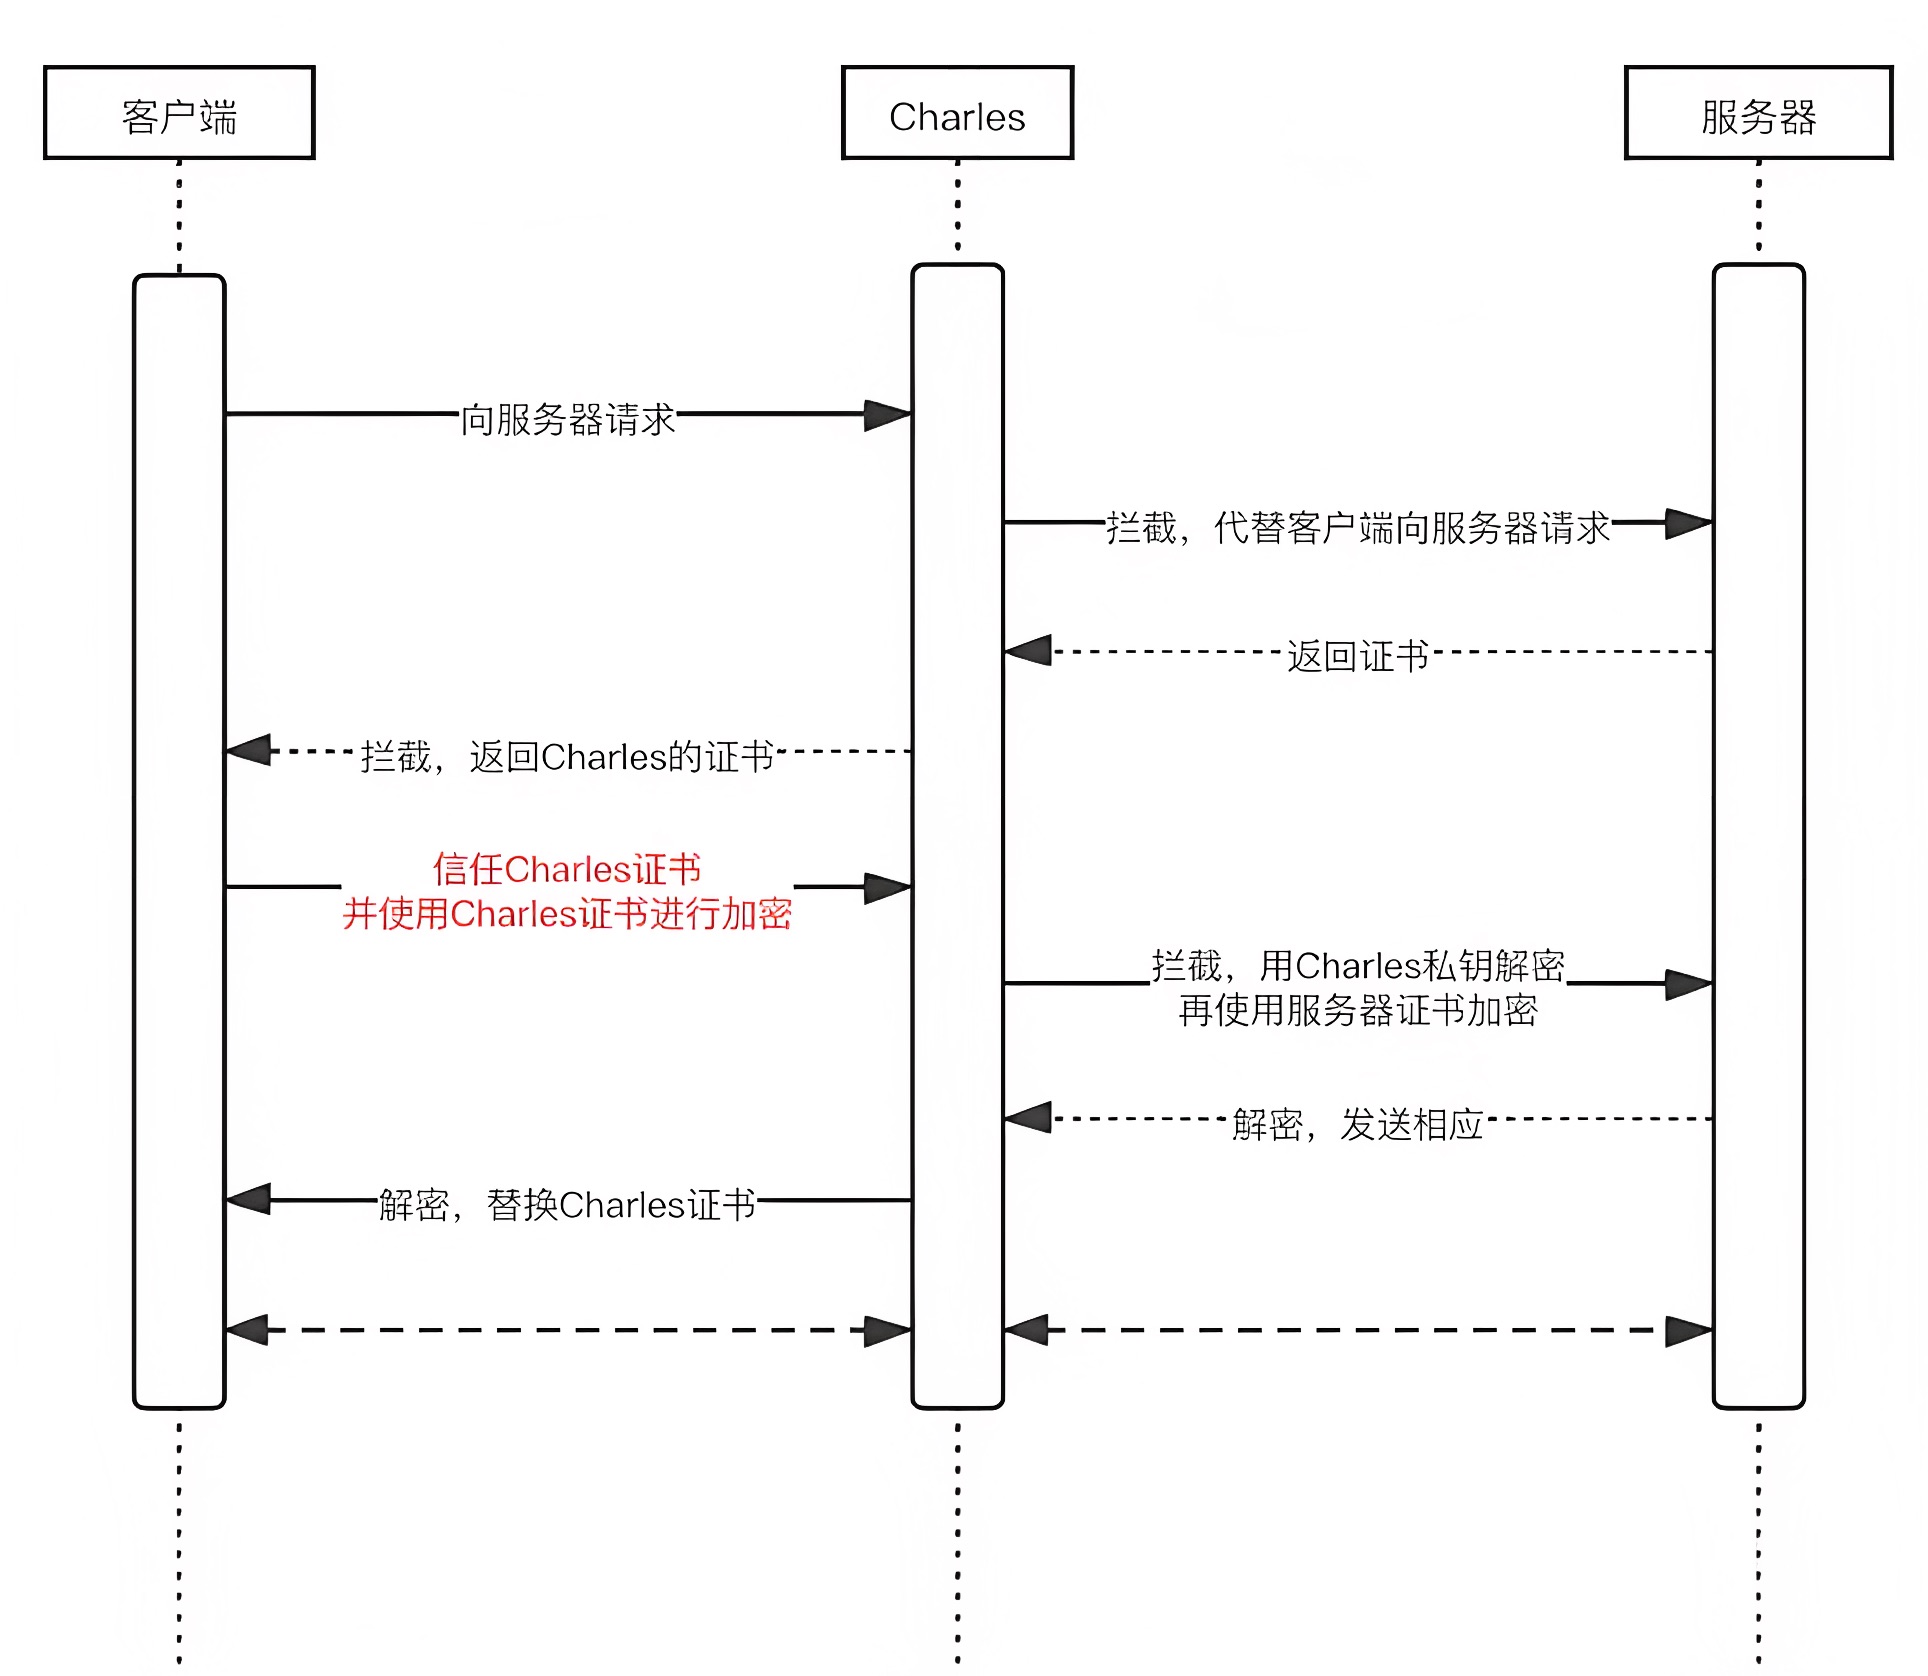 客户端
Charles
服务器
向服务器请求
拦截，代替客户端向服务器请求
返回证书
拦截，返回Charles的证书
信任Charles证书
并使用Charles证书进行加密
拦截，用Charles私钥解密
再使用服务器证书加密
解密，发送相应
解密，替换Charles证书